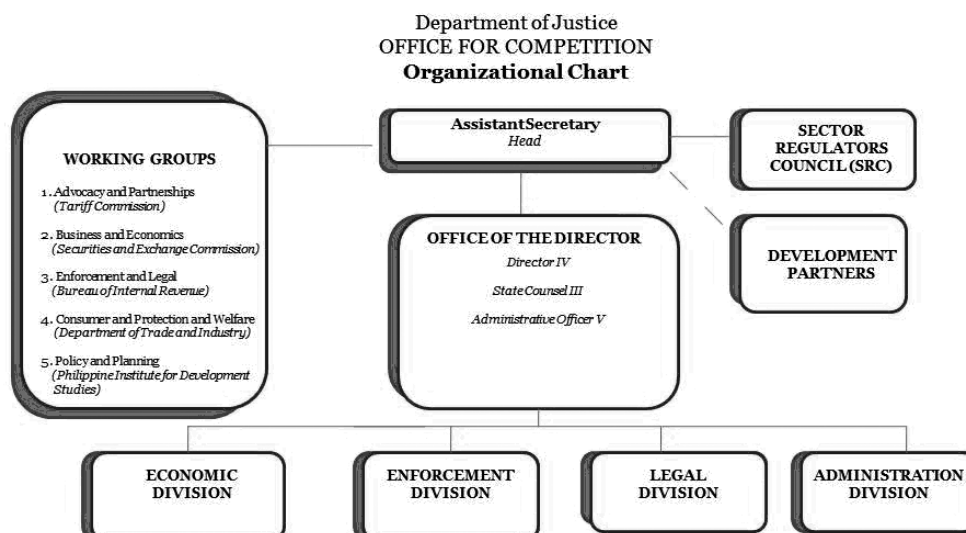 Department of Justice
OFFICE FOR COMPETITION
Organizational Chart
WORKING GROUPS
1. Advocacy and Partnerships
(Tariff Commission)
2. Business and Economics
(Securities and Exchange Commission)
3. Enforcement and Legal
(Bureau of Internal Revenue)
4. Consumer and Protection and Welfare
(Department of Trade and Industry)
5. Policy and Planning
(Philippine Institute for Development
Studies)
Assistant Secretary
Head
SECTOR
REGULATORS
COUNCIL (SRC)
OFFICE OF THE DIRECTOR
Director IV
State Counsel III
Administrative Officer V
DEVELOPMENT
PARTNERS
ECONOMIC
DIVISION
ENFORCEMENT
DIVISION
LEGAL
DIVISION
ADMINISTRATION
DIVISION